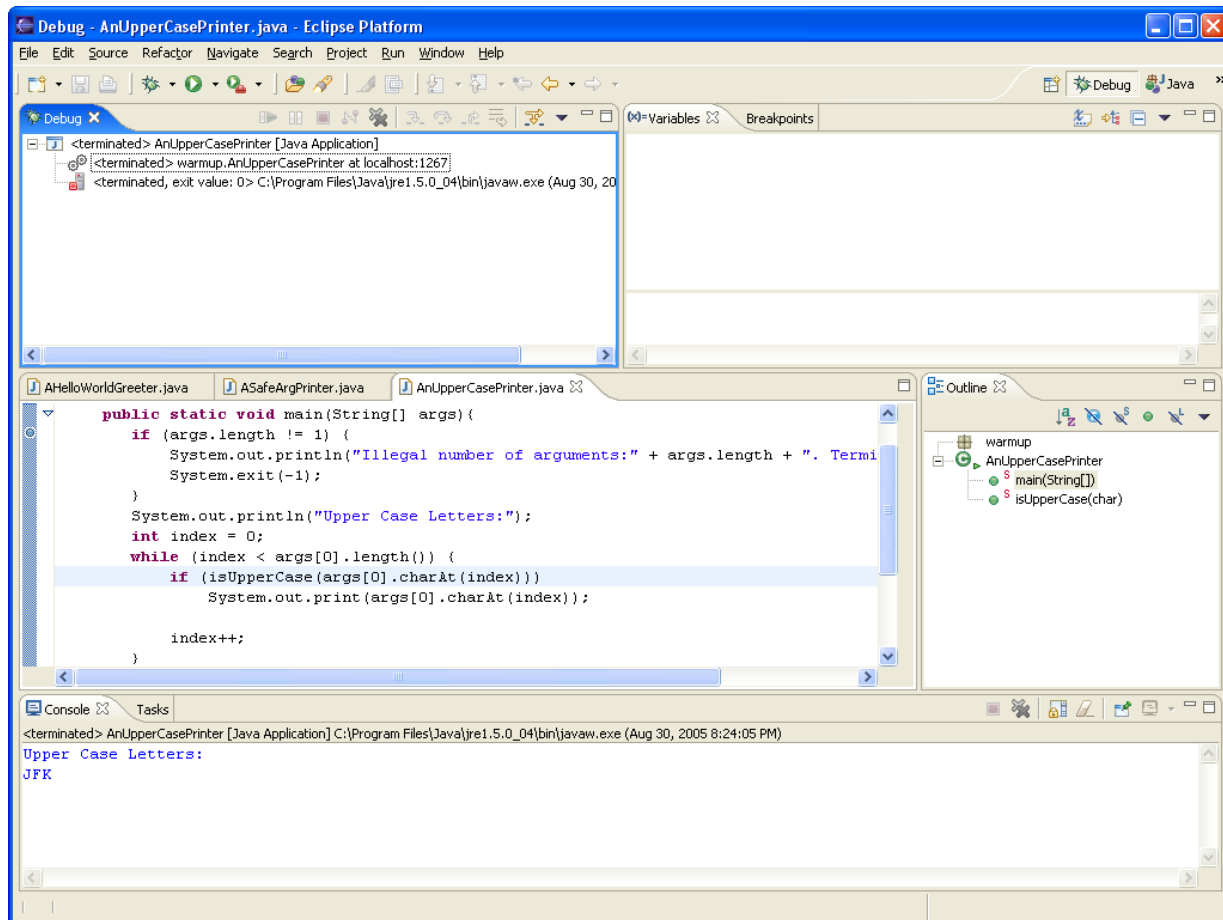 Debug - AnUpperCasePrinter.java - Eclipse Platform
File Edit Source Refactor Navigate Search Project Run Window Help
Debug Java »
Debug
<terminated> AnUpperCasePrinter [Java Application]
<terminated> warmup.AnUpperCasePrinter at localhost:1267
<terminated, exit value: 0> C:\Program Files\Java\jre1.5.0_04\bin\javaw.exe (Aug 30, 20
(x)= Variables Breakpoints
AHelloWorldGreeter.java ASafeArgPrinter.java AnUpperCasePrinter.java
public static void main(String[] args){
if (args.length != 1) {
System.out.println("Illegal number of arguments:" + args.length + ". Termi
System.exit(-1);
}
System.out.println("Upper Case Letters:");
int index = 0;
while (index < args[0].length()) {
if (isUpperCase(args[0].charAt(index)))
System.out.print(args[0].charAt(index));
index++;
}
Outline
warmup
AnUpperCasePrinter
S main(String[])
S isUpperCase(char)
Console Tasks
<terminated> AnUpperCasePrinter [Java Application] C:\Program Files\Java\jre1.5.0_04\bin\javaw.exe (Aug 30, 2005 8:24:05 PM)
Upper Case Letters:
JFK